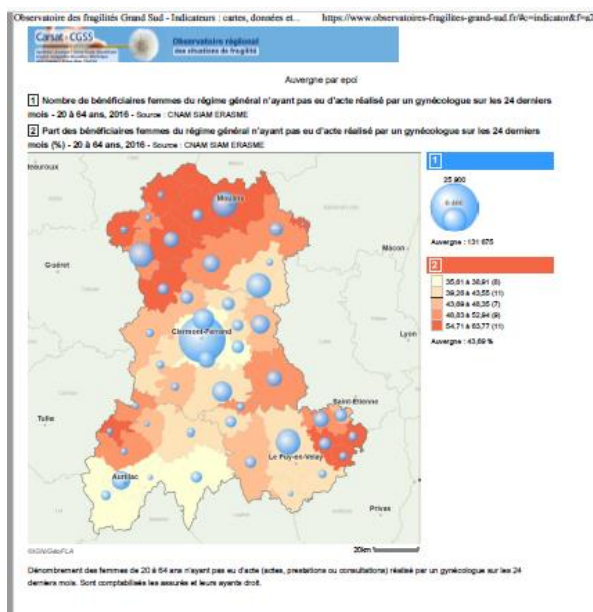 Observatoire des fragilités Grand Sud - Indicateurs : cartes, données et... https://www.observatoires-fragilites-grand-sud.fr/#c=indicator&f=
Carsat - CGSS
Observatoire régional
des situations de fragilité
Auvergne par epci
1 Nombre de bénéficiaires femmes du régime général n'ayant pas eu d'acte réalisé par un gynécologue sur les 24 derniers
mois - 20 à 64 ans, 2016 - Source : CNAM SIAM ERASME
2 Part des bénéficiaires femmes du régime général n'ayant pas eu d'acte réalisé par un gynécologue sur les 24 derniers
mois (%) - 20 à 64 ans, 2016 - Source : CNAM SIAM ERASME
1
25 900
Auvergne : 131 675
2
35,61 à 38,91 (8)
39,26 à 43,55 (11)
43,69 à 48,35 (7)
48,83 à 52,94 (9)
54,71 à 63,77 (11)
Auvergne : 43,69 %
Moulins
Macon
Guéret
Clermont-Ferrand
Lyon
Saint-Etienne
Tulle
Le Puy-en-Velay
Aurillac
Privas
20km
Dénombrement des femmes de 20 à 64 ans n'ayant pas eu d'acte (actes, prestations ou consultations) réalisé par un gynécologue sur les 24
derniers mois. Sont comptabilisés les assurés et leurs ayants droit.